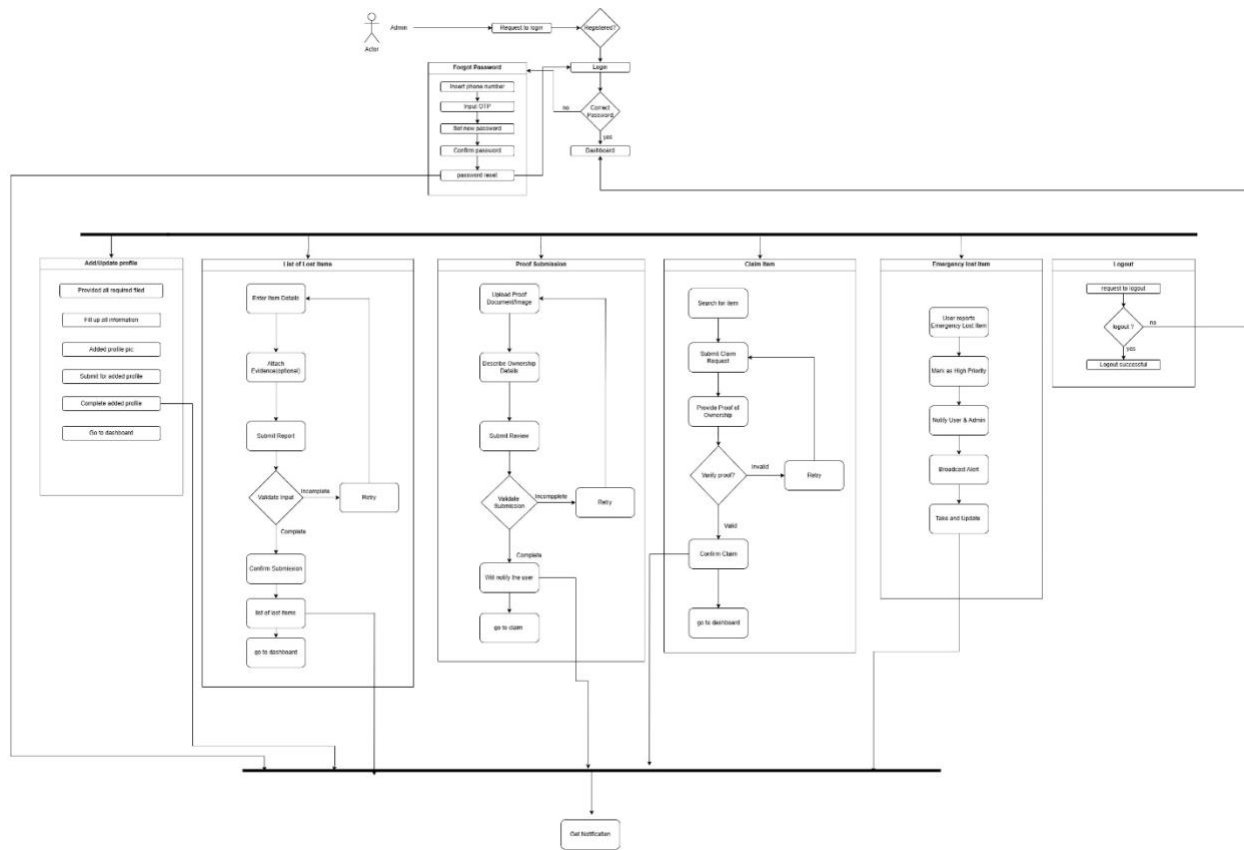 Admin
Actor
Request to login
Registered?
Login
Correct
Password
no
yes
Dashboard
Forgot Password
Insert phone number
Input OTP
Set new password
Confirm password
password reset
Add/Update profile
Provided all required filed
Fill up all information
Added profile pic
Submit for added profile
Complete added profile
Go to dashboard
List of Lost Items
Enter Item Details
Attach
Evidence(optional)
Submit Report
Validate Input
Incomplete
Retry
Complete
Confirm Submission
list of lost items
go to dashboard
Proof Submission
Upload Proof
Document/Image
Describe Ownership
Details
Submit Review
Validate
Submission
Incompplete
Retry
Complete
Will notify the user
go to claim
Claim Item
Search for item
Submit Claim
Request
Provide Proof of
Ownership
Verify proof?
Invalid
Retry
Valid
Confirm Claim
go to dashboard
Emergency lost item
User reports
Emergency Lost Item
Mark as High Priority
Notify User & Admin
Broadcast Alert
Take and Update
Logout
request to logout
logout ?
no
yes
Logout successful
Get Notification